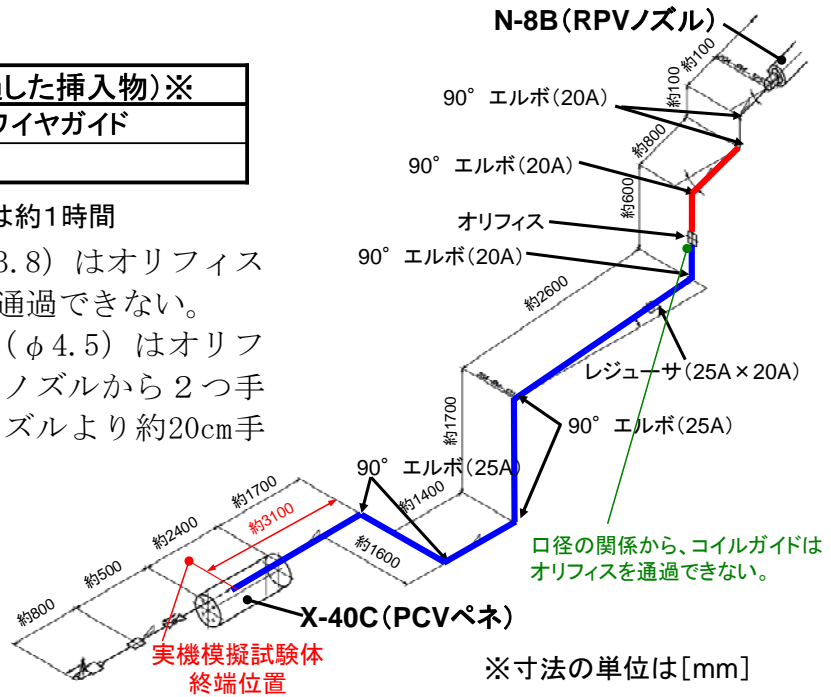 N-8B(RPVノズル)
した挿入物)※
ワイヤガイド
は約1時間
3.8) はオリフィス
通過できない。
(φ4.5) はオリフ
ノズルから２つ手
ズルより約20cm手
約100
約100
90° エルボ(20A)
約800
90° エルボ(20A)
約600
オリフィス
90° エルボ(20A)
約2600
レジューサ(25A×20A)
約1700
90° エルボ(25A)
90° エルボ(25A)
約1700
約3100
約1400
約2400
約1600
約500
約800
口径の関係から、コイルガイドは
オリフィスを通過できない。
X-40C(PCVペネ)
実機模擬試験体
終端位置
※寸法の単位は[mm]